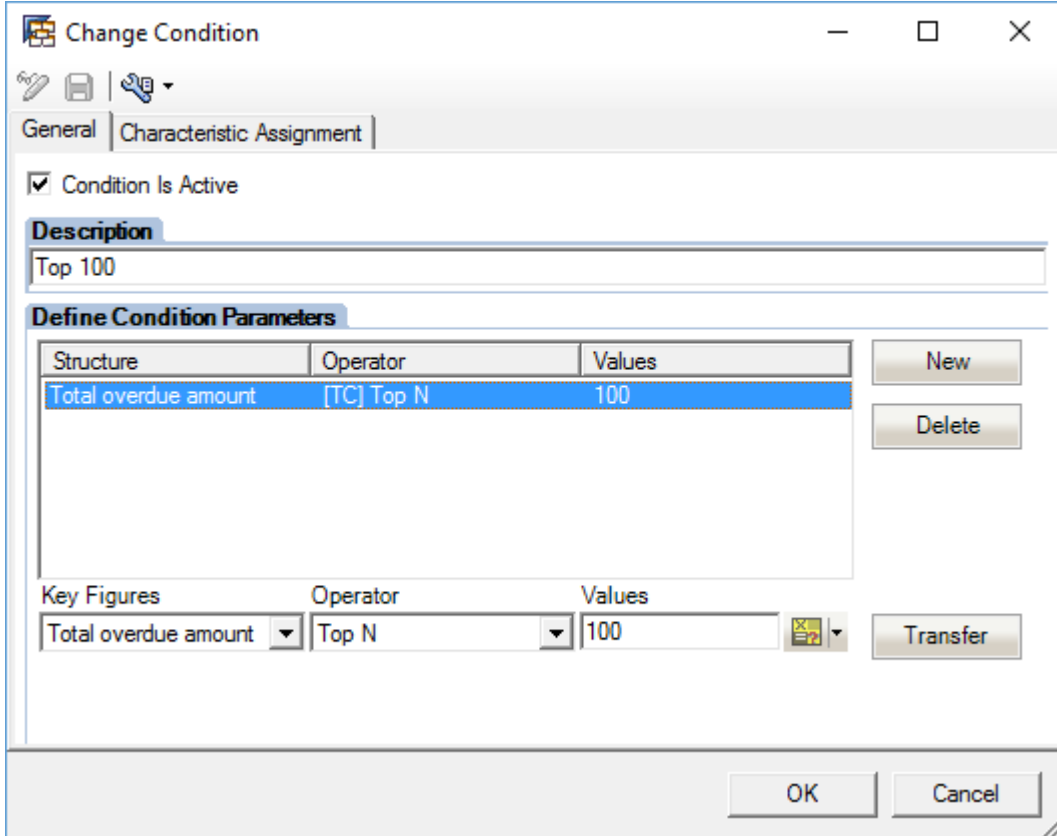 Change Condition
General Characteristic Assignment
Condition Is Active
Description
Top 100
Define Condition Parameters
Structure Operator Values
Total overdue amount [TC] Top N 100
New
Delete
Key Figures Operator Values
Total overdue amount Top N 100 Transfer
OK Cancel